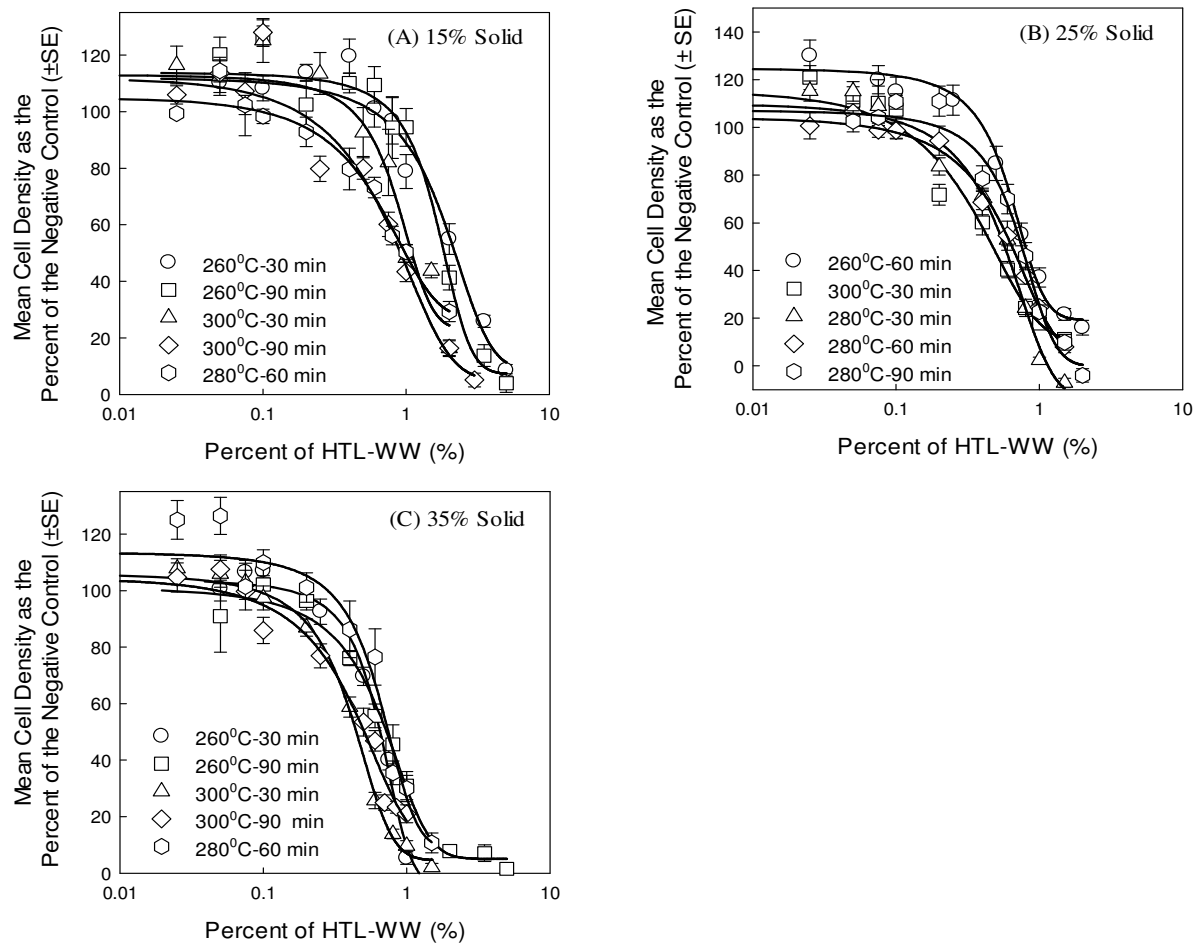 (A) 15% Solid
Mean Cell Density as the
Percent of the Negative Control (±SE)
120
100
80
60
40
20
0
260⁰C-30 min
260⁰C-90 min
300⁰C-30 min
300⁰C-90 min
280⁰C-60 min
0.01 0.1 1 10
Percent of HTL-WW (%)
(B) 25% Solid
Mean Cell Density as the
Percent of the Negative Control (± SE)
140
120
100
80
60
40
20
0
260⁰C-60 min
300⁰C-30 min
280⁰C-30 min
280⁰C-60 min
280⁰C-90 min
0.01 0.1 1 10
Percent of HTL-WW (%)
(C) 35% Solid
Mean Cell Density as the
Percent of the Negative Control (±SE)
120
100
80
60
40
20
0
260⁰C-30 min
260⁰C-90 min
300⁰C-30 min
300⁰C-90 min
280⁰C-60 min
0.01 0.1 1 10
Percent of HTL-WW (%)